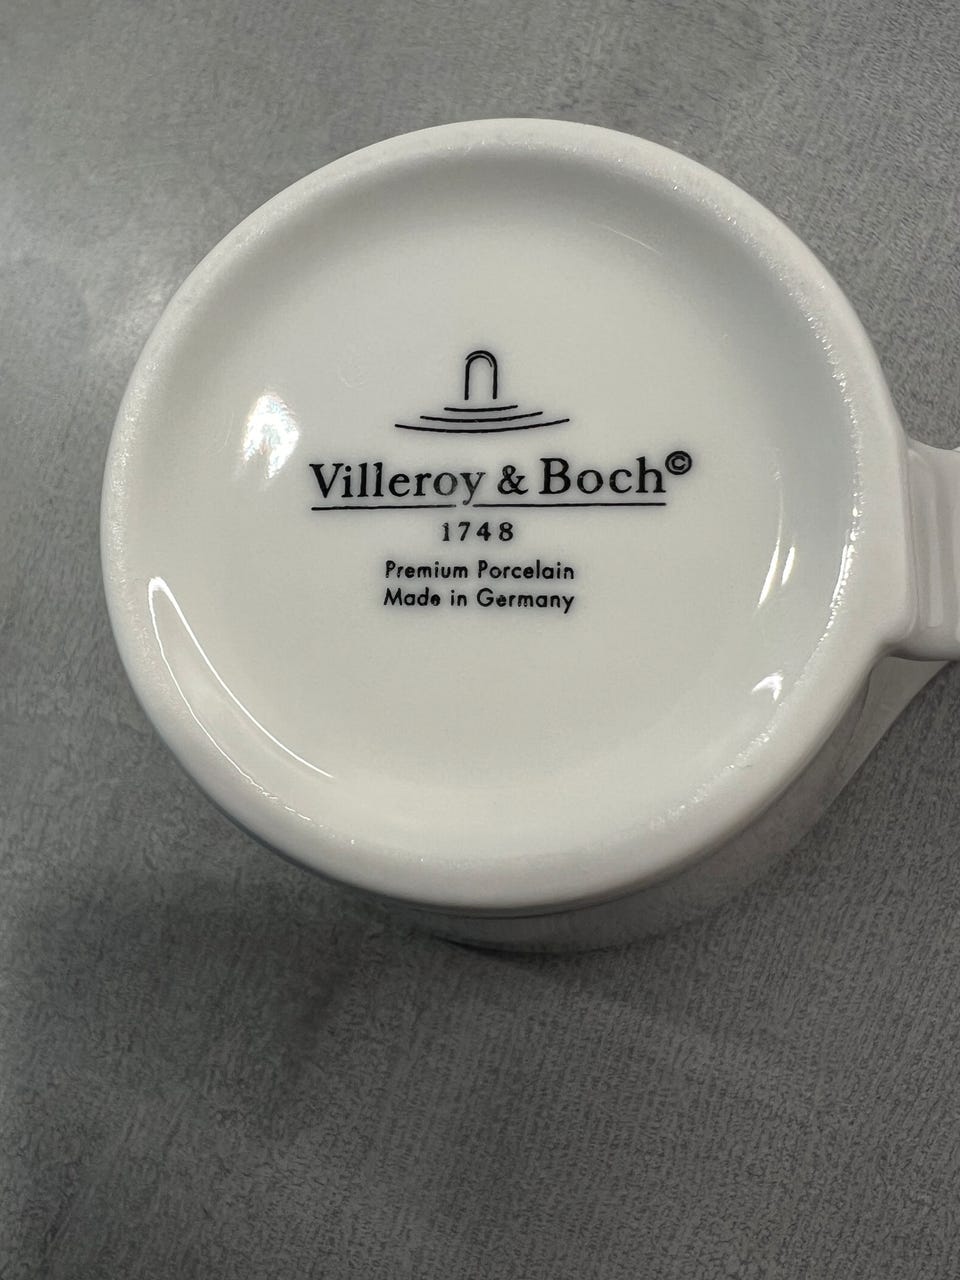 Villeroy & Boch©
1748
Premium Porcelain
Made in Germany